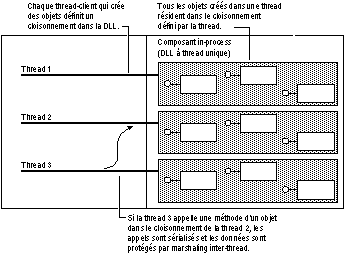 Chaque thread-client qui crée
des objets définit un
cloisonnement dans la DLL.
Tous les objets créés dans une thread
résident dans le cloisonnement
défini par la thread.
Composant in-process
(DLL à thread unique)
Thread 1
Thread 2
Thread 3
Si la thread 3 appelle une méthode d'un objet
dans le cloisonnement de la thread 2, les
appels sont sérialisés et les données sont
protégés par marshaling inter-thread.